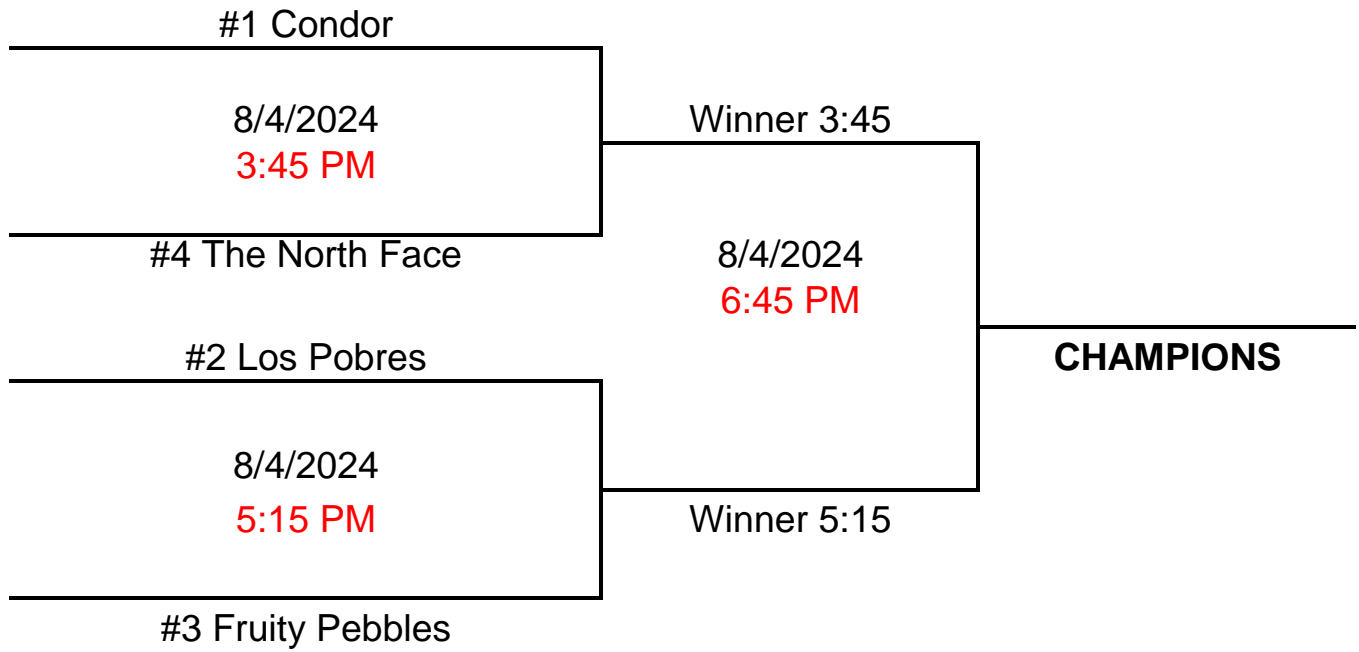 #1 Condor
8/4/2024
3:45 PM
Winner 3:45
#4 The North Face
8/4/2024
6:45 PM
#2 Los Pobres
CHAMPIONS
8/4/2024
5:15 PM
Winner 5:15
#3 Fruity Pebbles